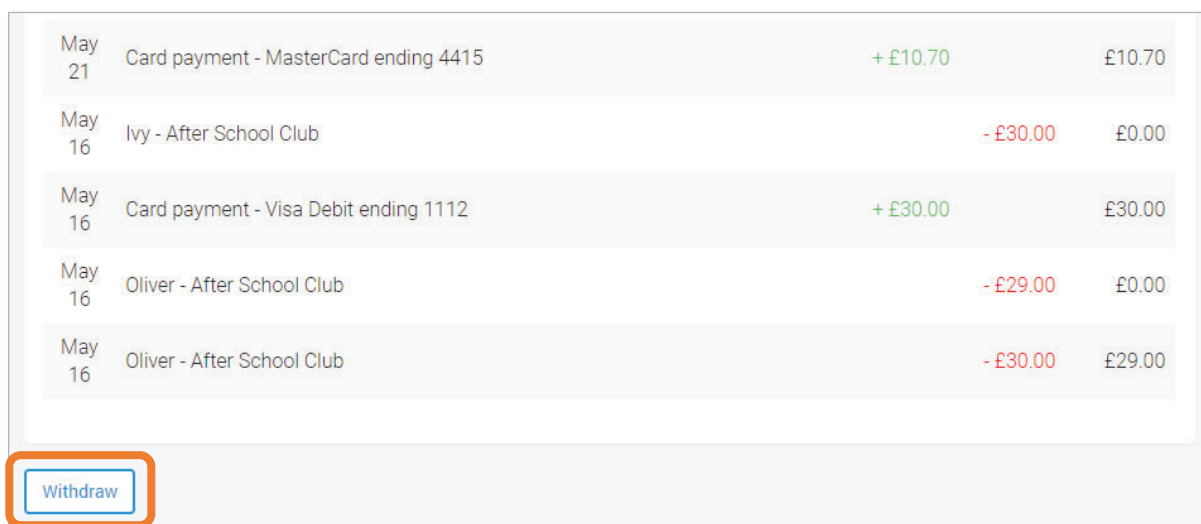 May 21 Card payment - MasterCard ending 4415 + £10.70 £10.70
May 16 Ivy - After School Club - £30.00 £0.00
May 16 Card payment - Visa Debit ending 1112 + £30.00 £30.00
May 16 Oliver - After School Club - £29.00 £0.00
May 16 Oliver - After School Club - £30.00 £29.00
Withdraw